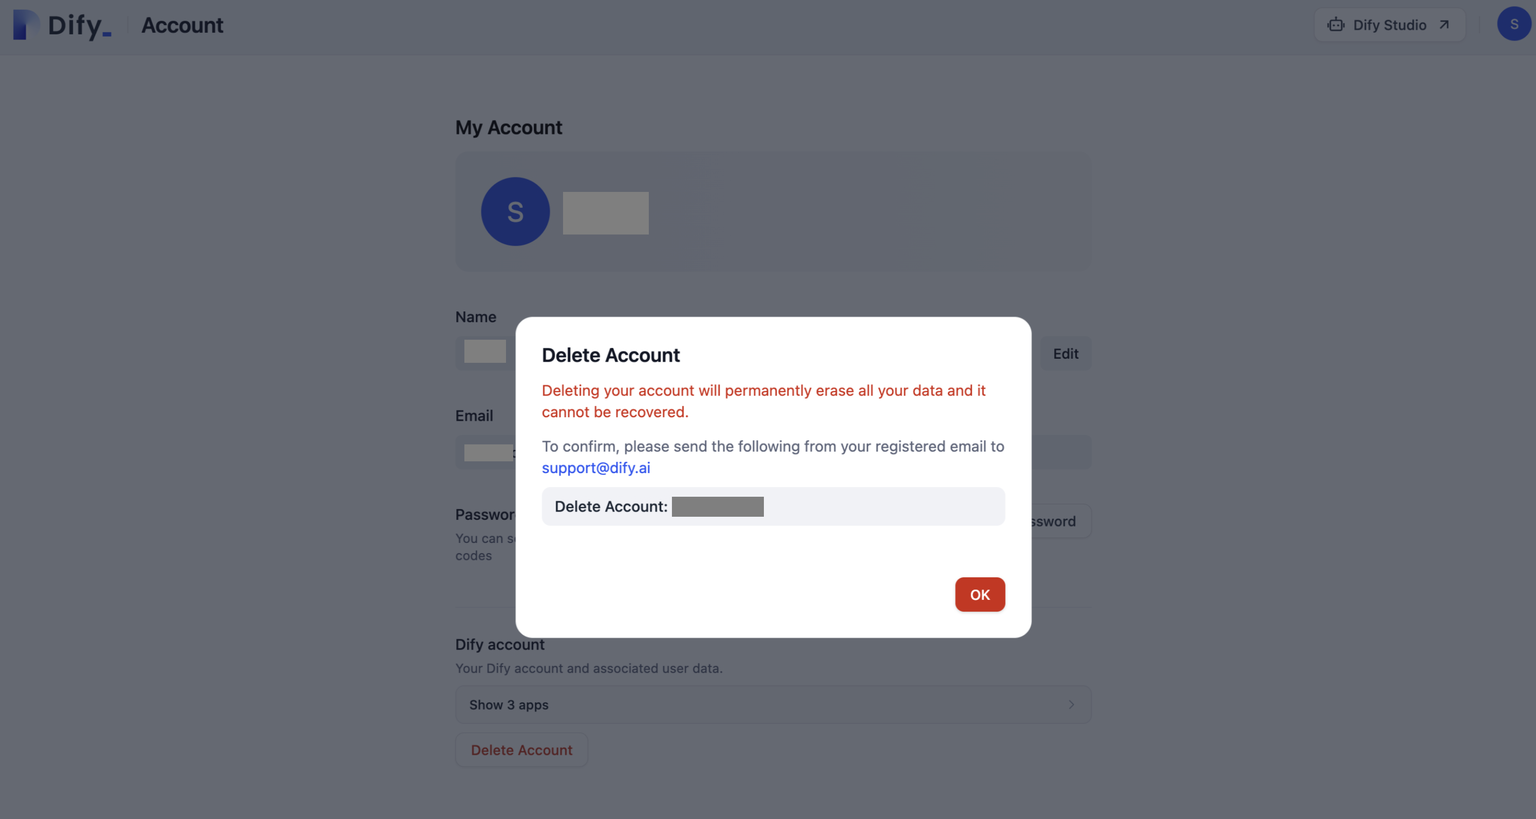 Dify_
Account
Dify Studio
S
My Account
S
Name
Edit
Email
Delete Account
Deleting your account will permanently erase all your data and it
cannot be recovered.
To confirm, please send the following from your registered email to
support@dify.ai
Delete Account:
OK
Passwor
ssword
You can s
codes
Dify account
Your Dify account and associated user data.
Show 3 apps
Delete Account